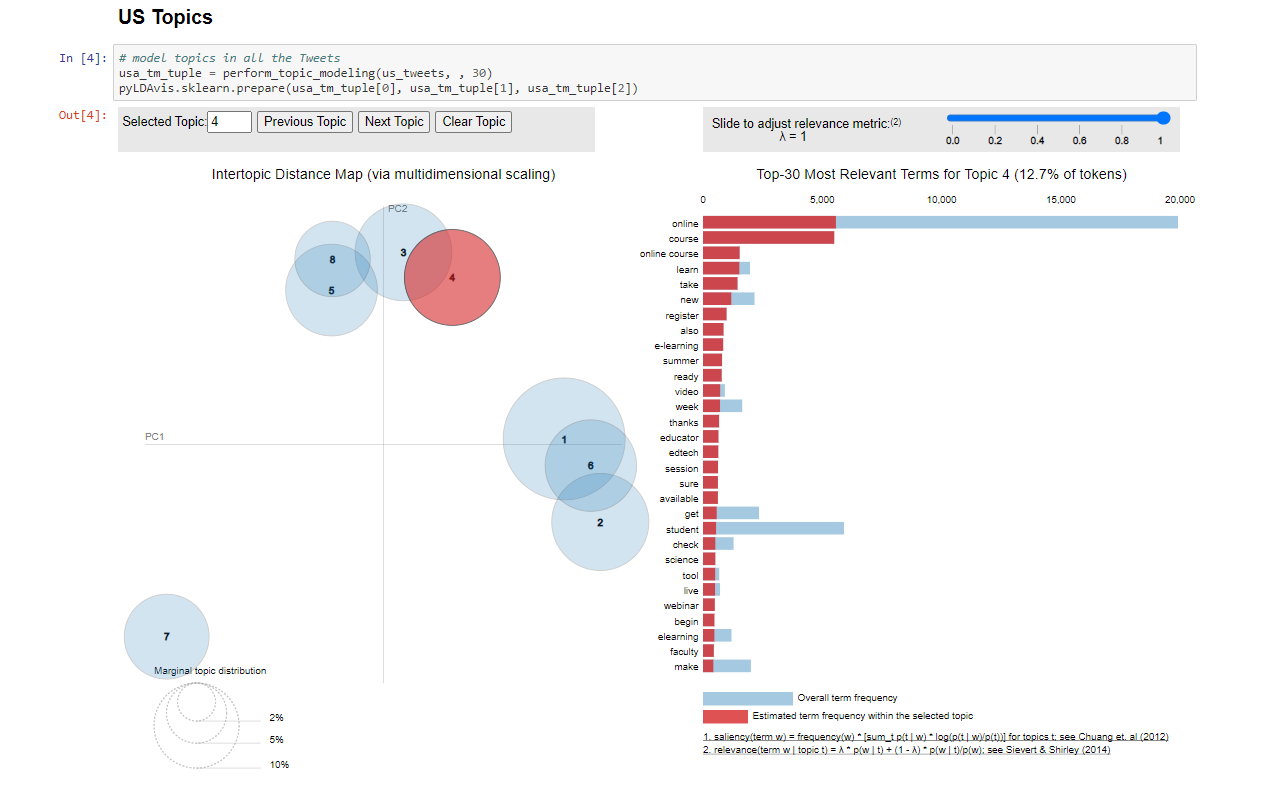 US Topics
In [4]:
# model topics in all the Tweets
usa_tm_tuple = perform_topic_modeling(us_tweets, , 30)
pyLDAvis.sklearn.prepare(usa_tm_tuple[0], usa_tm_tuple[1], usa_tm_tuple[2])
Out[4]:
Selected Topic: 4 Previous Topic Next Topic Clear Topic
Slide to adjust relevance metric:(2)
λ = 1
0.0 0.2 0.4 0.6 0.8 1
Intertopic Distance Map (via multidimensional scaling)
PC2
8
3
4
5
PC1
1
6
2
7
Marginal topic distribution
2%
5%
10%
Top-30 Most Relevant Terms for Topic 4 (12.7% of tokens)
0 5,000 10,000 15,000 20,000
online
course
online course
learn
take
new
register
also
e-learning
summer
ready
video
week
thanks
educator
edtech
session
sure
available
get
student
check
science
tool
live
webinar
begin
elearning
faculty
make
Overall term frequency
Estimated term frequency within the selected topic
1. saliency(term w) = frequency(w) * [sum_t p(t | w) * log(p(t | w)/p(t))] for topics t; see Chuang et. al (2012)
2. relevance(term w | topic t) = λ * p(w | t) + (1 - λ) * p(w | t)/p(w); see Sievert & Shirley (2014)